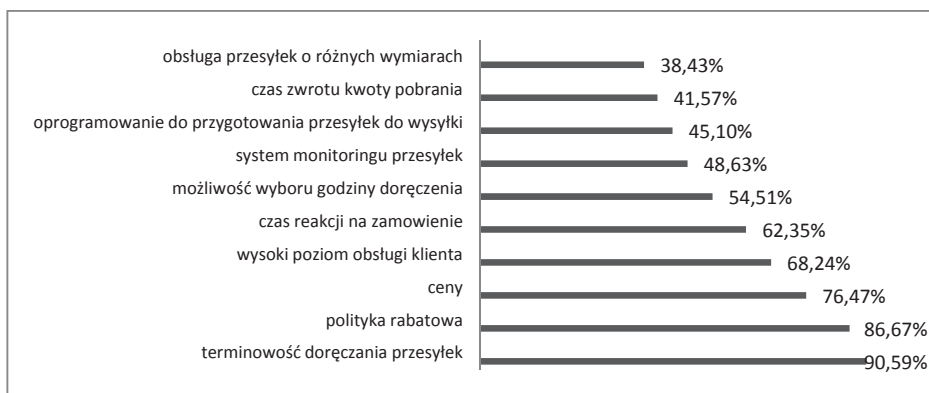 obsługa przesyłek o różnych wymiarach 38,43%
czas zwrotu kwoty pobrania 41,57%
oprogramowanie do przygotowania przesyłek do wysyłki 45,10%
system monitoringu przesyłek 48,63%
możliwość wyboru godziny doręczenia 54,51%
czas reakcji na zamowienie 62,35%
wysoki poziom obsługi klienta 68,24%
ceny 76,47%
polityka rabatowa 86,67%
terminowość doręczania przesyłek 90,59%